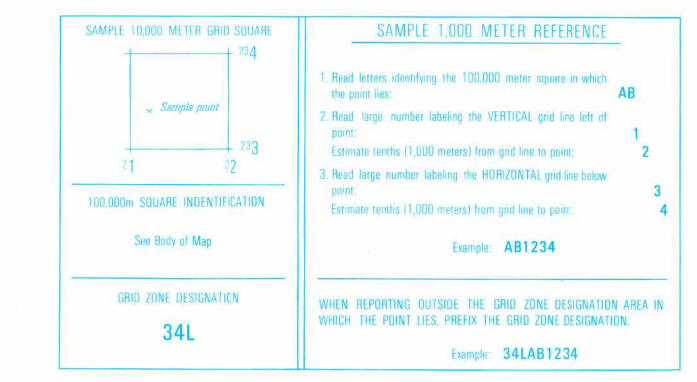 SAMPLE 10,000 METER GRID SQUARE
234
Sample point
233
21
22
100,000m SQUARE INDENTIFICATION
See Body of Map
GRID ZONE DESIGNATION
34L
SAMPLE 1,000 METER REFERENCE
1. Read letters identifying the 100,000 meter square in which
the point lies: AB
2. Read large number labeling the VERTICAL grid line left of
point: 1
Estimate tenths (1,000 meters) from grid line to point: 2
3. Read large number labeling the HORIZONTAL grid line below
point: 3
Estimate tenths (1,000 meters) from grid line to point: 4
Example: AB1234
WHEN REPORTING OUTSIDE THE GRID ZONE DESIGNATION AREA IN
WHICH THE POINT LIES, PREFIX THE GRID ZONE DESIGNATION.
Example: 34LAB1234